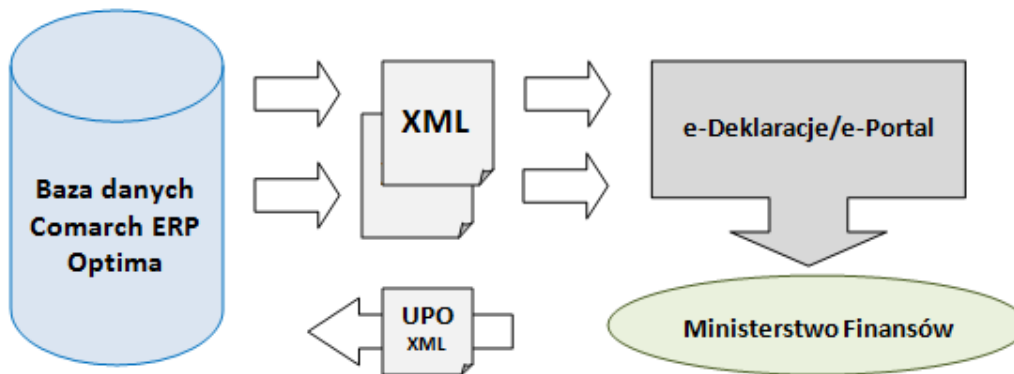 Baza danych
Comarch ERP
Optima
XML
e-Deklaracje/e-Portal
UPO
XML
Ministerstwo Finansów